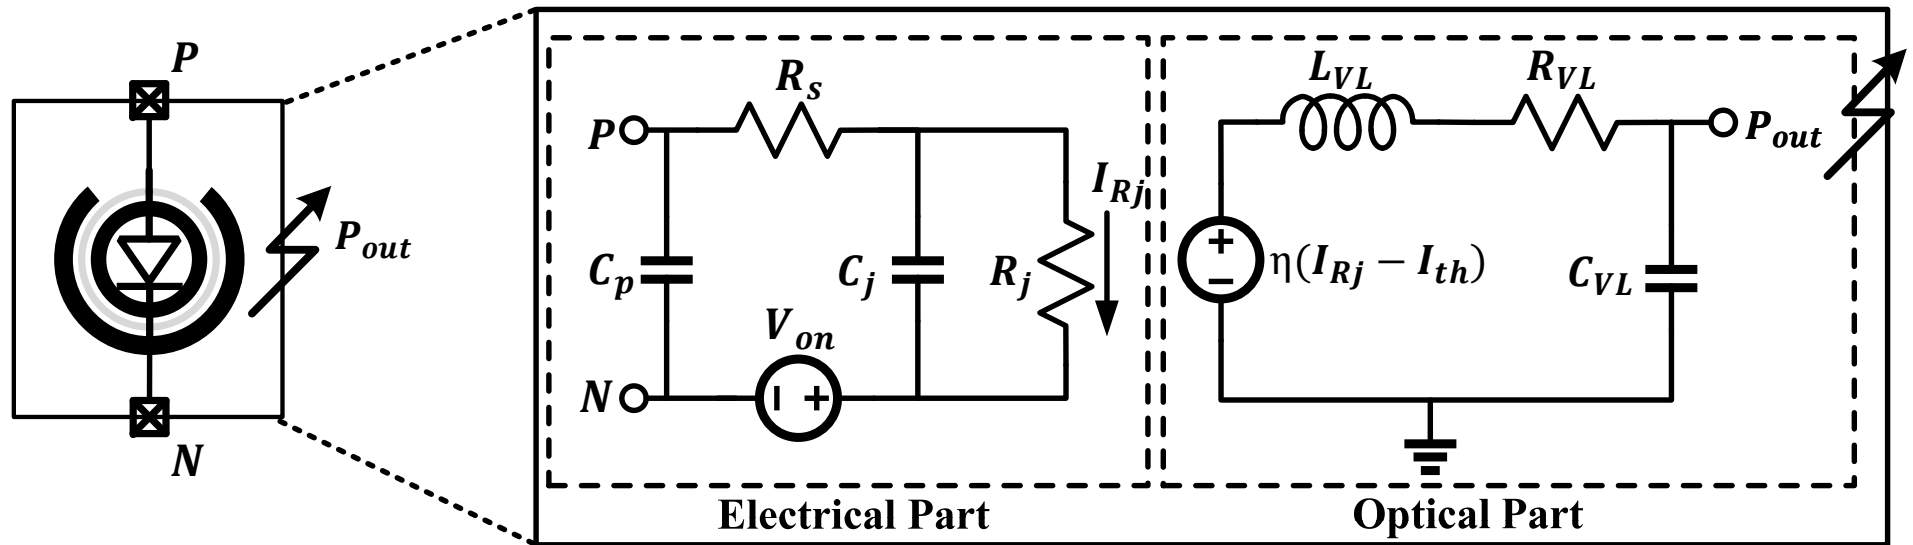 P
P_out
N
R_s
P
I_Rj
C_p
C_j
R_j
V_on
N
Electrical Part
L_VL
R_VL
P_out
η(I_Rj − I_th)
C_VL
Optical Part